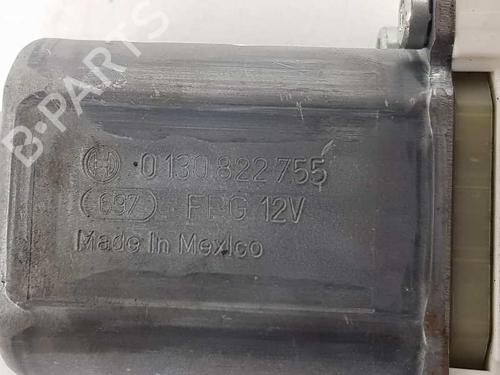 0 130 822 755
697 FPG 12V
Made In Mexico
B-PARTS